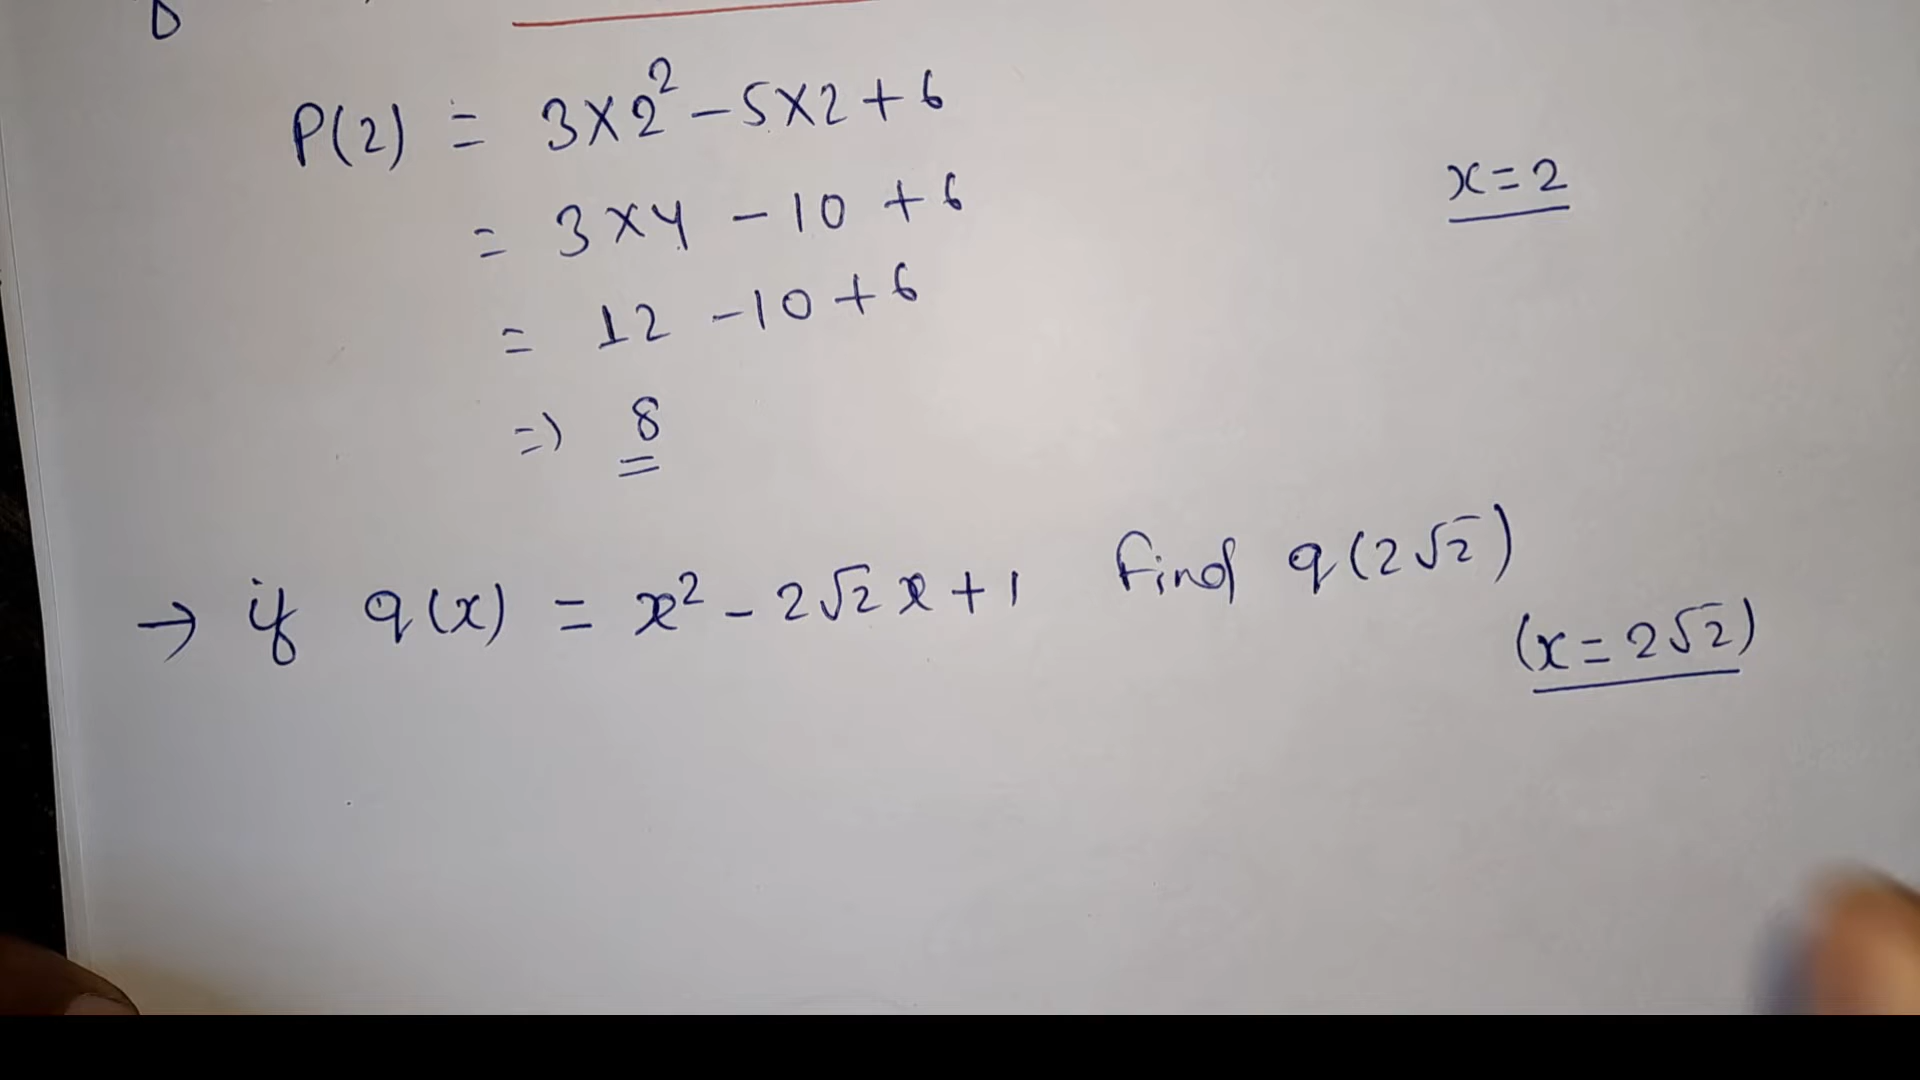 P(2) = 3×2² - 5×2 + 6
= 3×4 - 10 + 6
x = 2
= 12 - 10 + 6
=> 8
→ if q(x) = x² - 2√2 x + 1 find q(2√2)
(x = 2√2)